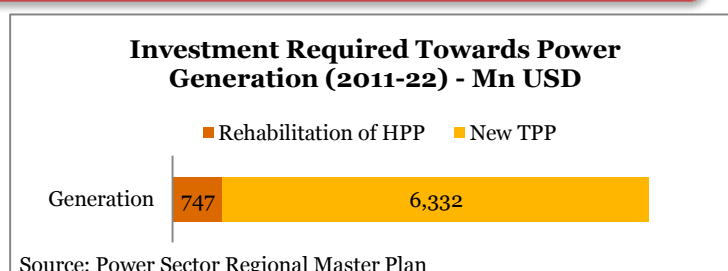 Investment Required Towards Power
Generation (2011-22) - Mn USD
Rehabilitation of HPP New TPP
Generation 747 6,332
Source: Power Sector Regional Master Plan